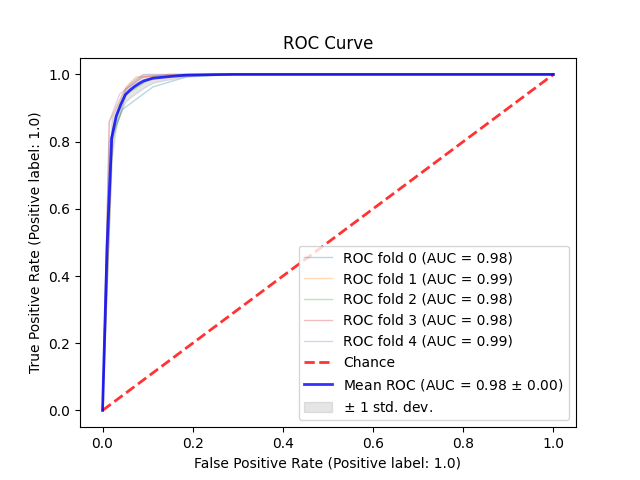 ROC Curve
True Positive Rate (Positive label: 1.0)
1.0
0.8
0.6
0.4
0.2
0.0
ROC fold 0 (AUC = 0.98)
ROC fold 1 (AUC = 0.99)
ROC fold 2 (AUC = 0.98)
ROC fold 3 (AUC = 0.98)
ROC fold 4 (AUC = 0.99)
Chance
Mean ROC (AUC = 0.98 ± 0.00)
± 1 std. dev.
0.0 0.2 0.4 0.6 0.8 1.0
False Positive Rate (Positive label: 1.0)